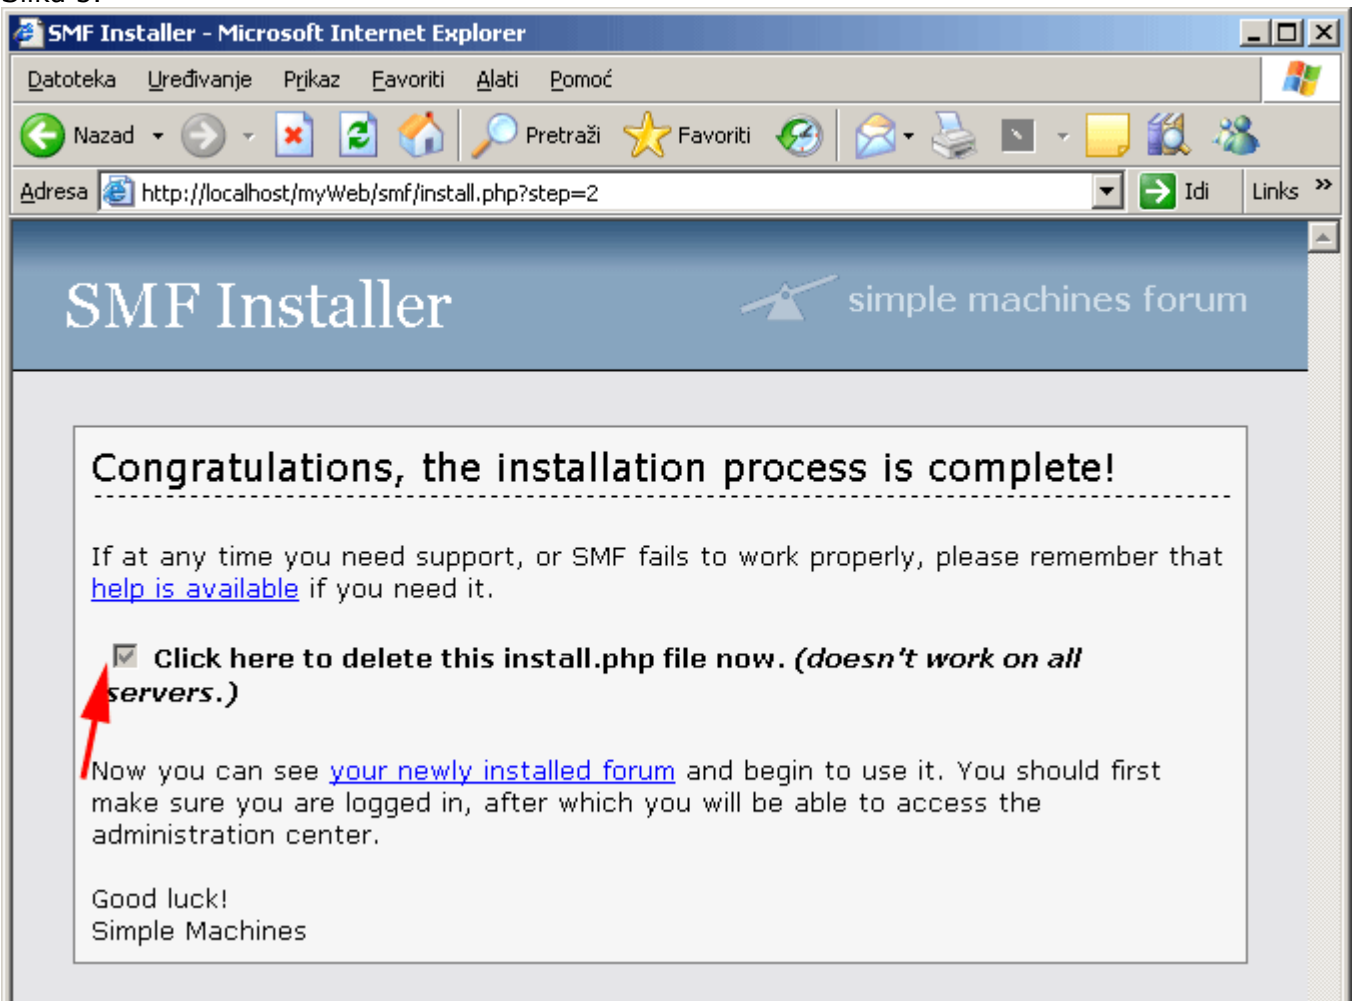 SMF Installer - Microsoft Internet Explorer
Datoteka Uređivanje Prikaz Favoriti Alati Pomoć
Nazad Pretraži Favoriti
Adresa http://localhost/myWeb/smf/install.php?step=2 Idi Links »
SMF Installer simple machines forum
Congratulations, the installation process is complete!
If at any time you need support, or SMF fails to work properly, please remember that
help is available if you need it.
Click here to delete this install.php file now. (doesn't work on all
servers.)
Now you can see your newly installed forum and begin to use it. You should first
make sure you are logged in, after which you will be able to access the
administration center.
Good luck!
Simple Machines